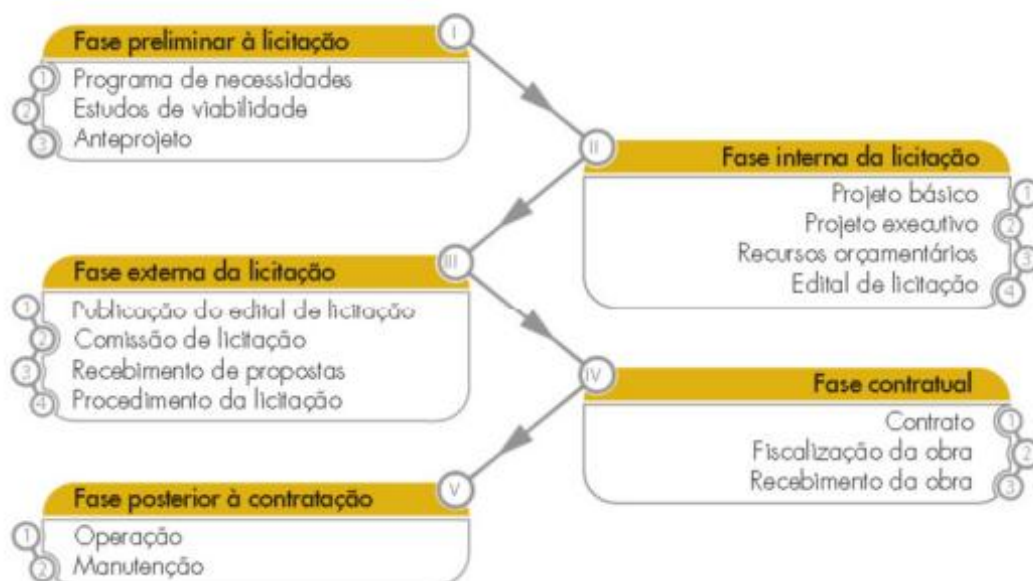 Fase preliminar à licitação
I
1 Programa de necessidades
2 Estudos de viabilidade
3 Anteprojeto
II
Fase interna da licitação
Projeto básico 1
Projeto executivo 2
Recursos orçamentários 3
Edital de licitação 4
III
Fase externa da licitação
1 Publicação do edital de licitação
2 Comissão de licitação
3 Recebimento de propostas
4 Procedimento da licitação
IV
Fase contratual
Contrato 1
Fiscalização da obra 2
Recebimento da obra 3
V
Fase posterior à contratação
1 Operação
2 Manutenção